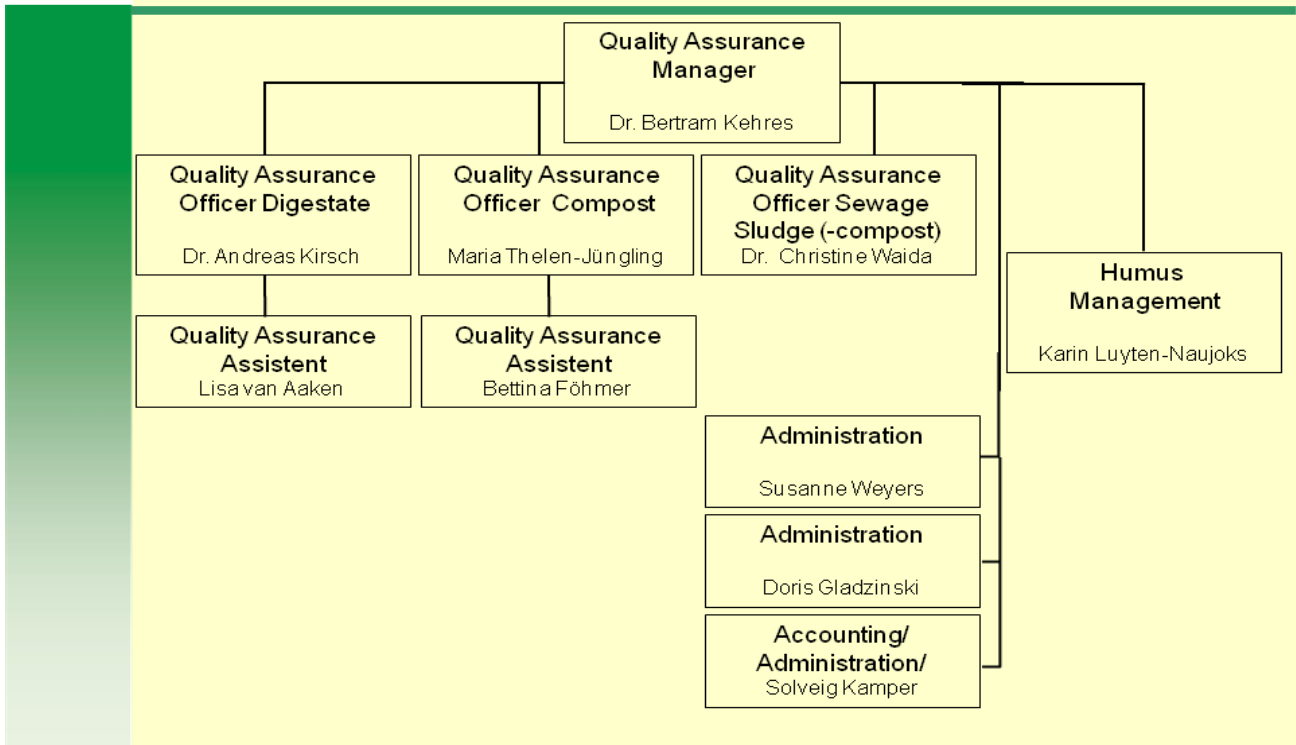 Quality Assurance
Manager
Dr. Bertram Kehres
Quality Assurance
Officer Digestate
Dr. Andreas Kirsch
Quality Assurance
Officer Compost
Maria Thelen-Jüngling
Quality Assurance
Officer Sewage
Sludge (-compost)
Dr. Christine Waida
Humus
Management
Karin Luyten-Naujoks
Quality Assurance
Assistent
Lisa van Aaken
Quality Assurance
Assistent
Bettina Föhmer
Administration
Susanne Weyers
Administration
Doris Gladzinski
Accounting/
Administration/
Solveig Kamper